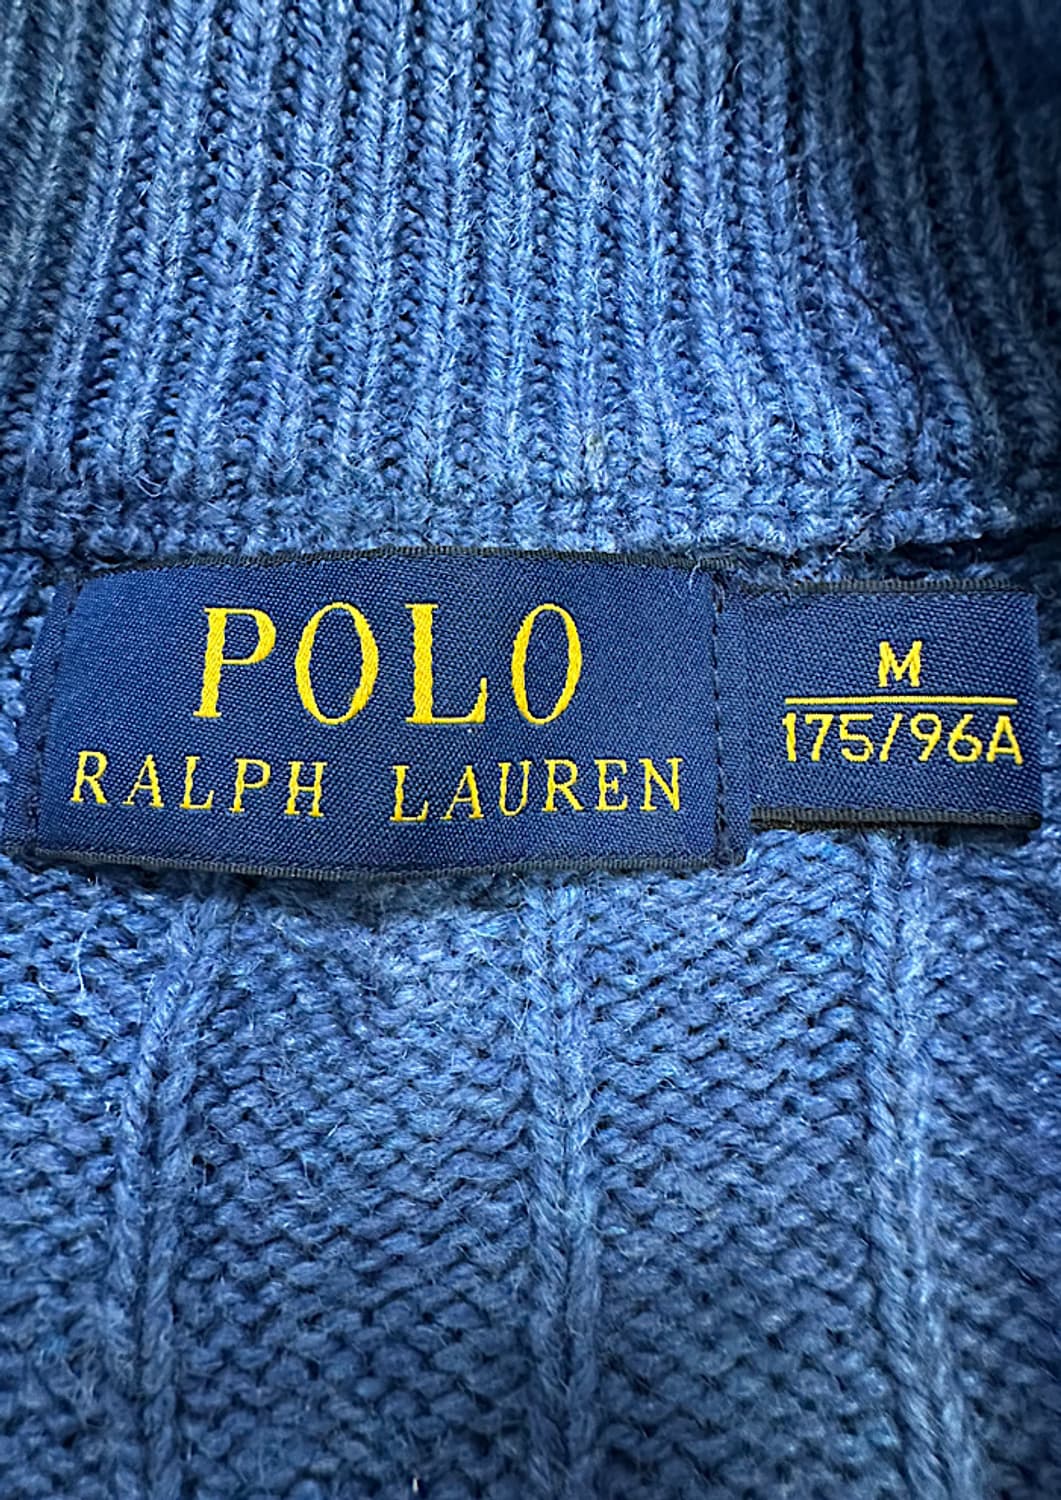 POLO
RALPH LAUREN
M
175/96A